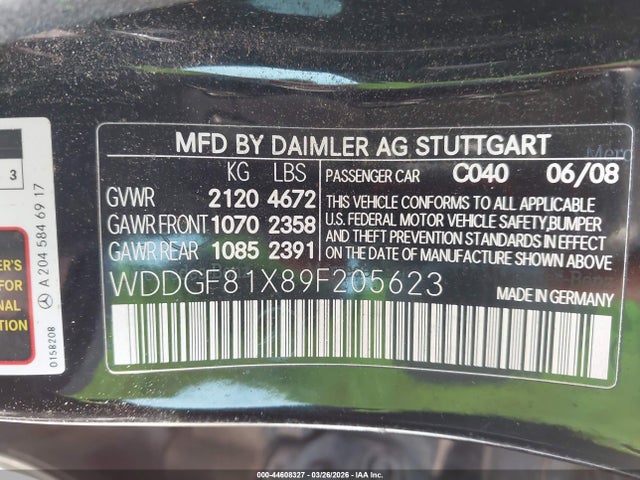 MFD BY DAIMLER AG STUTTGART
KG LBS
GVWR 2120 4672
GAWR FRONT 1070 2358
GAWR REAR 1085 2391
PASSENGER CAR C040 06/08
THIS VEHICLE CONFORMS TO ALL APPLICABLE
U.S. FEDERAL MOTOR VEHICLE SAFETY, BUMPER
AND THEFT PREVENTION STANDARDS IN EFFECT
ON THE DATE OF MANUFACTURE SHOWN ABOVE
WDDGF81X89F205623
MADE IN GERMANY
3
A 204 584 69 17
0158208
000-44608327 | 03/26/2026 | IAA Inc.